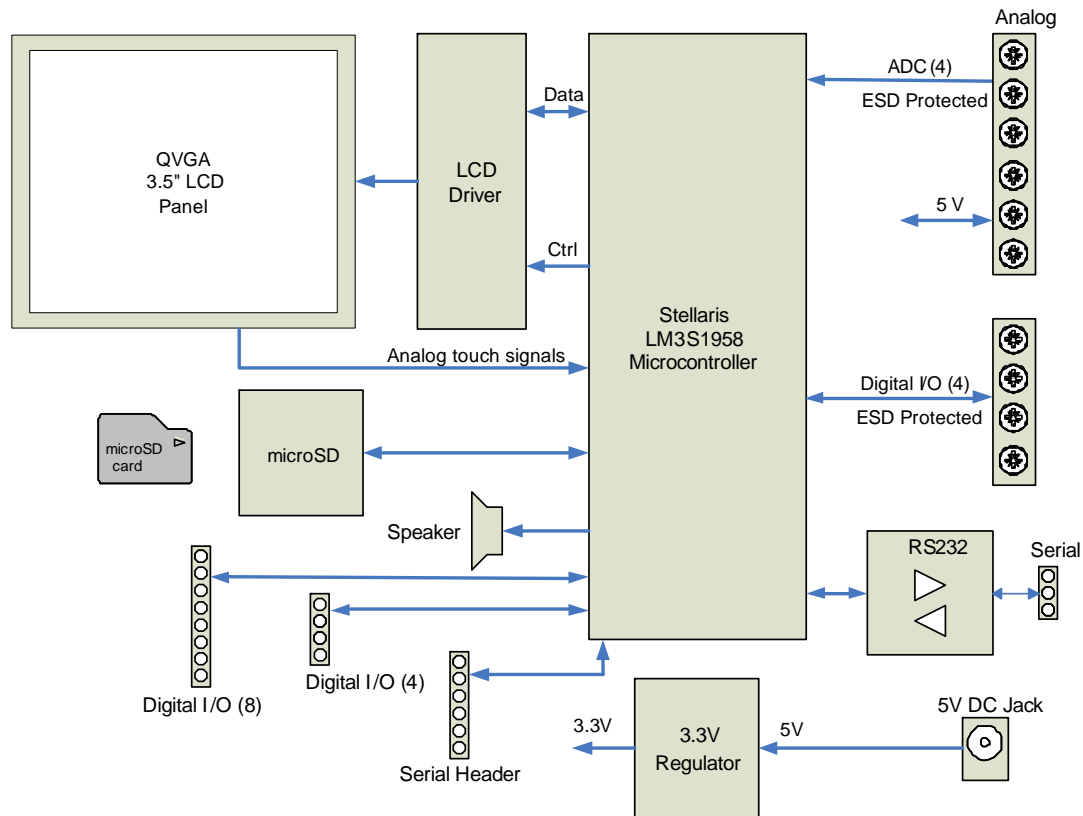 Analog
ADC (4)
ESD Protected
5 V
QVGA
3.5" LCD
Panel
LCD
Driver
Data
Ctrl
Stellaris
LM3S1958
Microcontroller
Analog touch signals
Digital I/O (4)
ESD Protected
microSD
card
microSD
Speaker
RS232
Serial
Digital I/O (8)
Digital I/O (4)
Serial Header
3.3V
3.3V
Regulator
5V
5V DC Jack